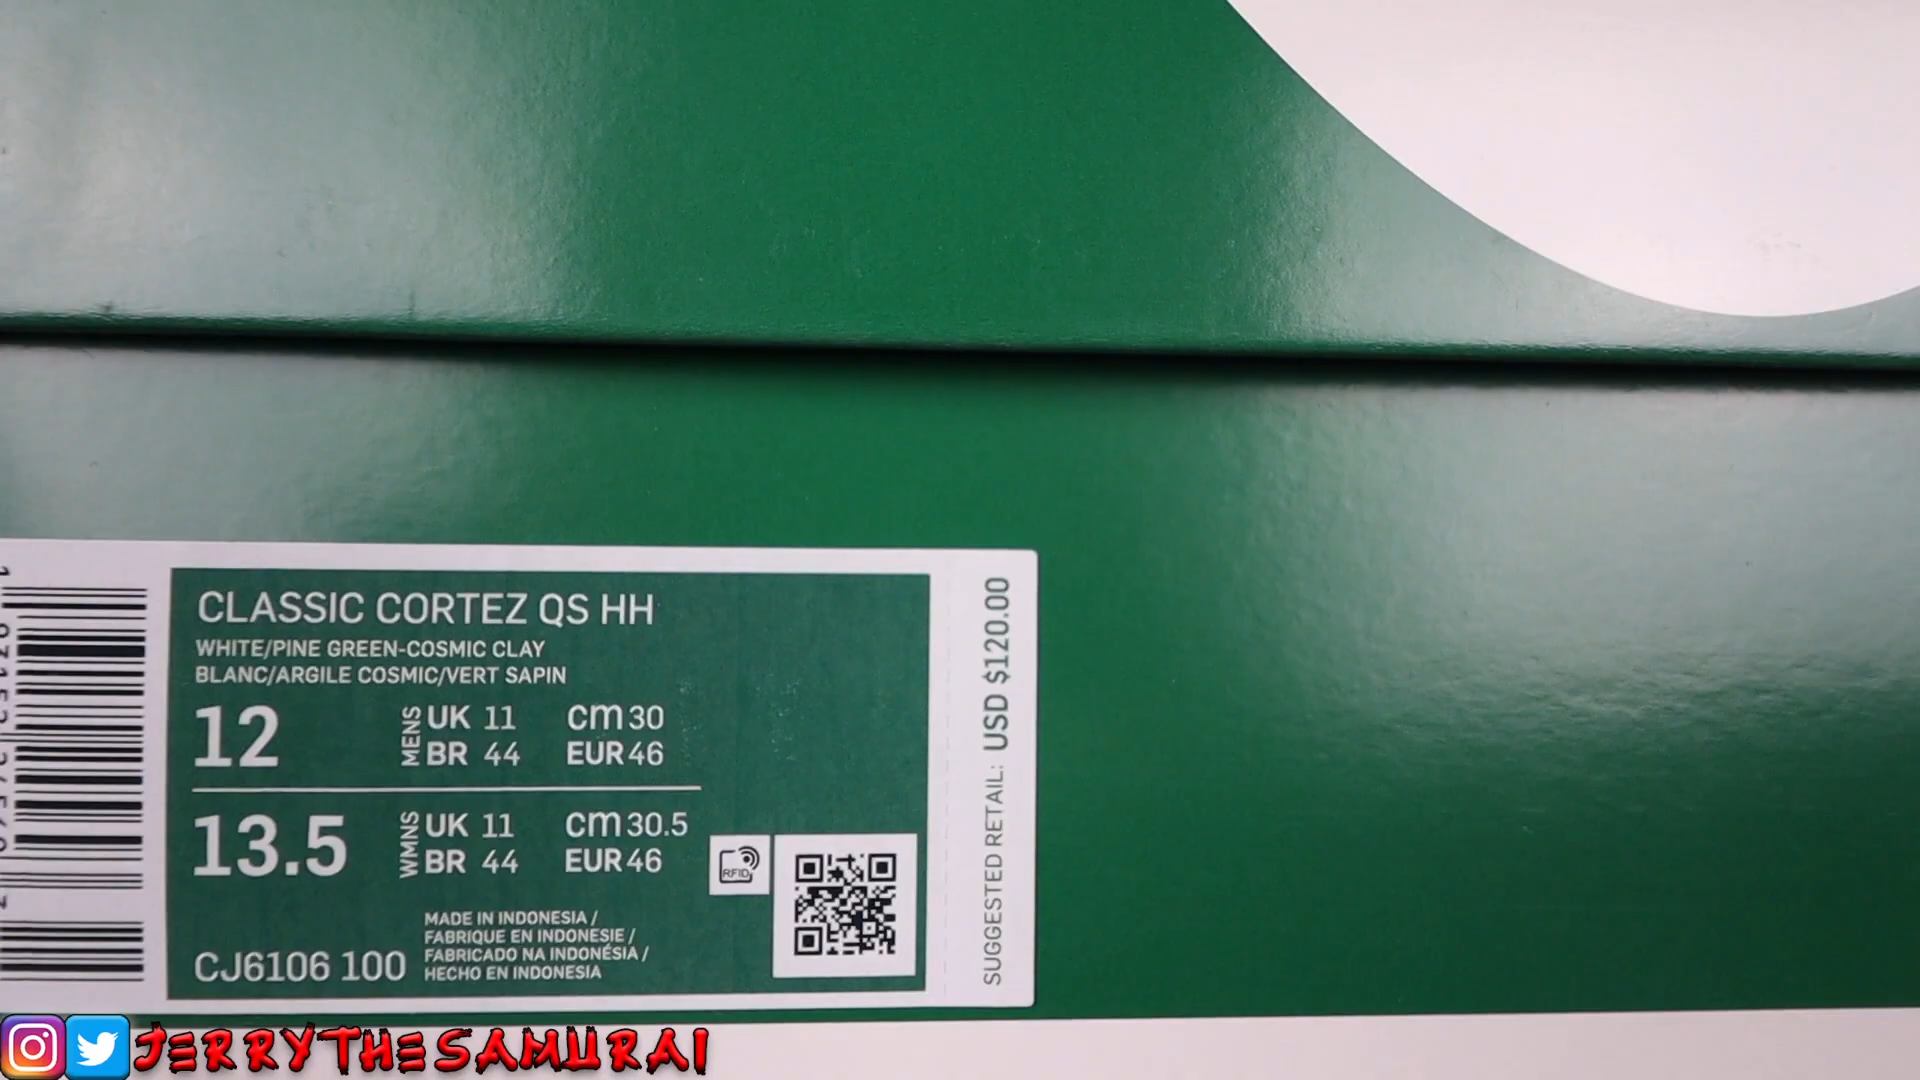 CLASSIC CORTEZ QS HH
WHITE/PINE GREEN-COSMIC CLAY
BLANC/ARGILE COSMIC/VERT SAPIN
12
MENS
UK 11 cm 30
BR 44 EUR 46
13.5
WMNS
UK 11 cm 30.5
BR 44 EUR 46
RFID
CJ6106 100
MADE IN INDONESIA /
FABRIQUE EN INDONESIE /
FABRICADO NA INDONÉSIA /
HECHO EN INDONESIA
SUGGESTED RETAIL: USD $120.00
JERRYTHESAMURAI